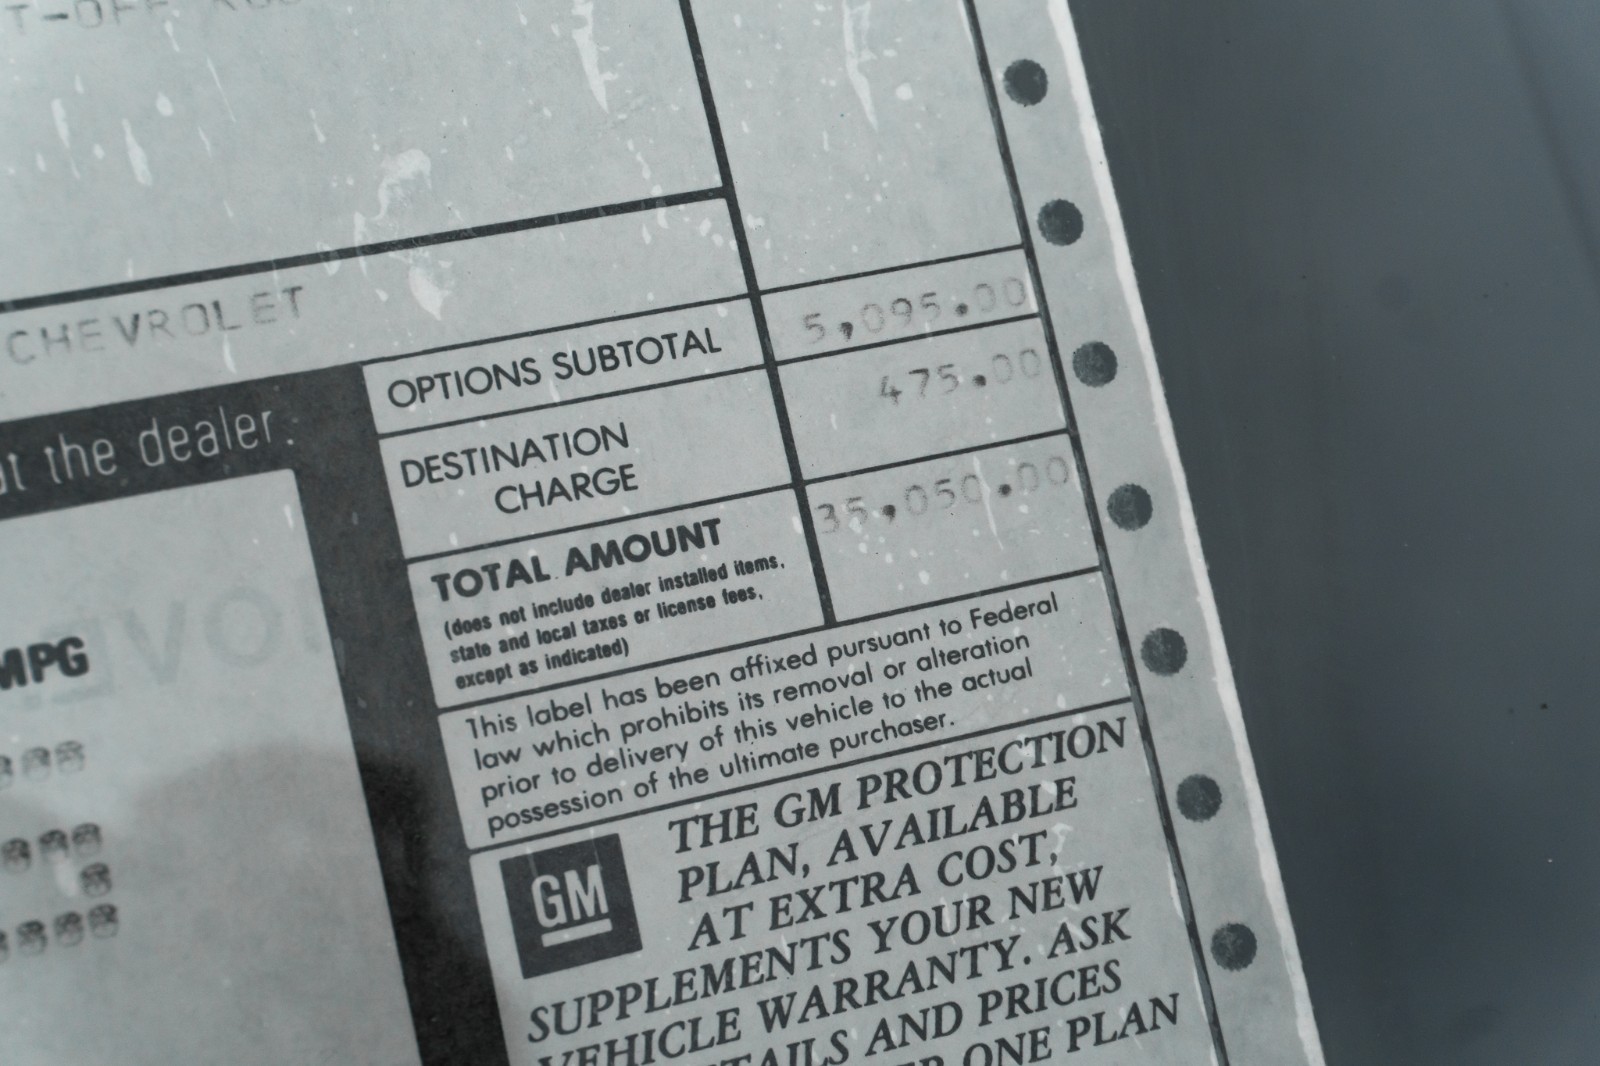 T-OFF
CHEVROLET
OPTIONS SUBTOTAL 5,095.00
DESTINATION 475.00
CHARGE
TOTAL AMOUNT 35,050.00
(does not include dealer installed items,
state and local taxes or license fees,
except as indicated)
This label has been affixed pursuant to Federal
law which prohibits its removal or alteration
prior to delivery of this vehicle to the actual
possession of the ultimate purchaser.
at the dealer.
MPG
GM
THE GM PROTECTION
PLAN, AVAILABLE
AT EXTRA COST,
SUPPLEMENTS YOUR NEW
VEHICLE WARRANTY. ASK
AND PRICES
ONE PLAN